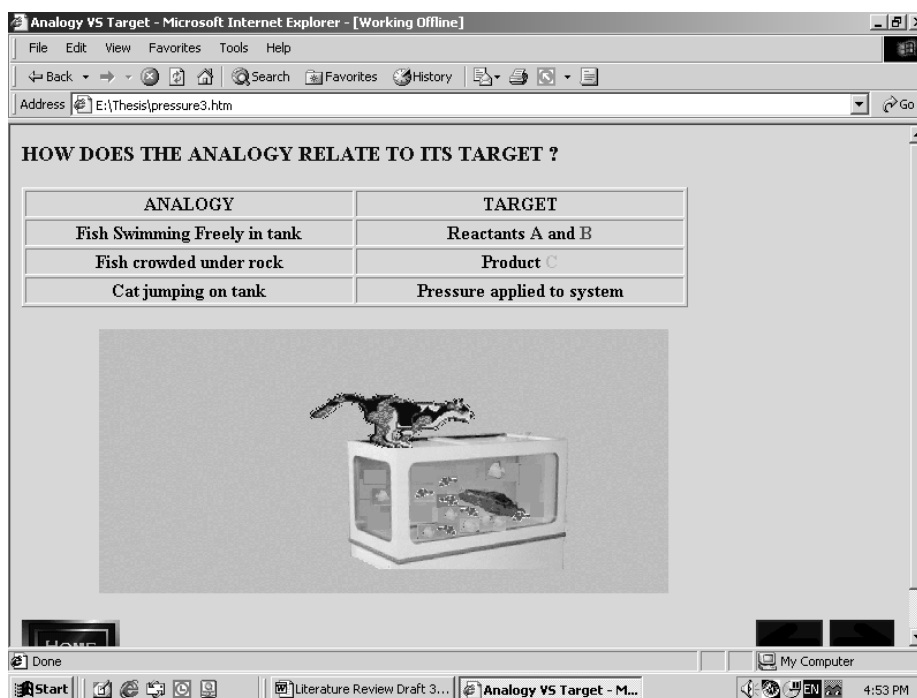 Analogy VS Target - Microsoft Internet Explorer - [Working Offline]
File Edit View Favorites Tools Help
Back Search Favorites History
Address E:\Thesis\pressure3.htm Go
HOW DOES THE ANALOGY RELATE TO ITS TARGET ?
ANALOGY TARGET
Fish Swimming Freely in tank Reactants A and B
Fish crowded under rock Product C
Cat jumping on tank Pressure applied to system
HOME
Done My Computer
Start Literature Review Draft 3... Analogy VS Target - M... EN 4:53 PM